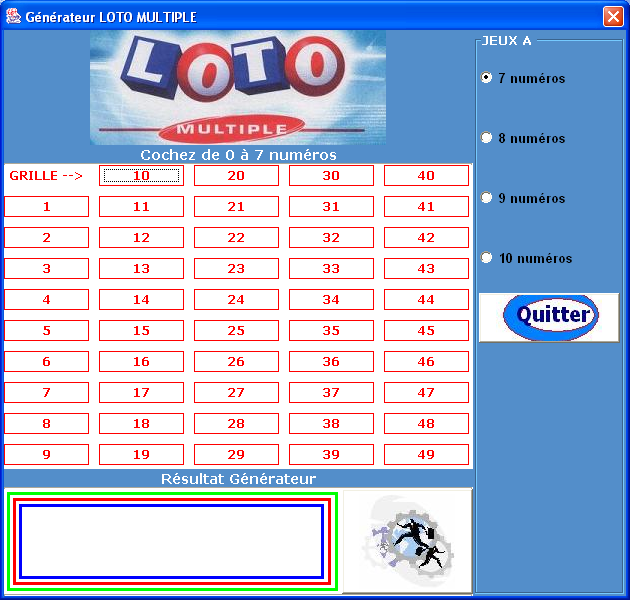 Générateur LOTO MULTIPLE
LOTO
MULTIPLE
Cochez de 0 à 7 numéros
GRILLE --> 10 20 30 40
1 11 21 31 41
2 12 22 32 42
3 13 23 33 43
4 14 24 34 44
5 15 25 35 45
6 16 26 36 46
7 17 27 37 47
8 18 28 38 48
9 19 29 39 49
Résultat Générateur
JEUX A
7 numéros
8 numéros
9 numéros
10 numéros
Quitter